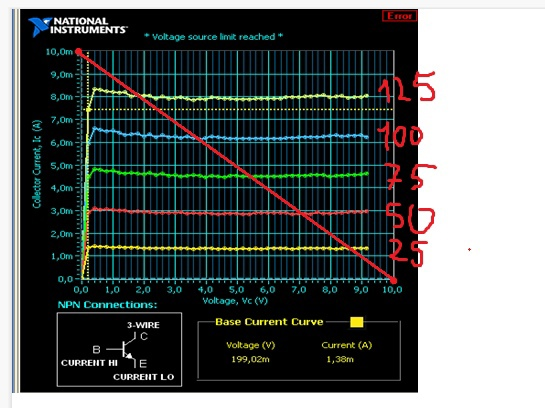 NATIONAL INSTRUMENTS
Error
* Voltage source limit reached *
10,0m
9,0m
8,0m
7,0m
6,0m
5,0m
4,0m
3,0m
2,0m
1,0m
0,0
Collector Current, Ic (A)
125
100
75
50
25
0,0 1,0 2,0 3,0 4,0 5,0 6,0 7,0 8,0 9,0 10,0
Voltage, Vc (V)
NPN Connections:
3-WIRE
C
B
CURRENT HI
E
CURRENT LO
Base Current Curve
Voltage (V) Current (A)
199,02m 1,38m